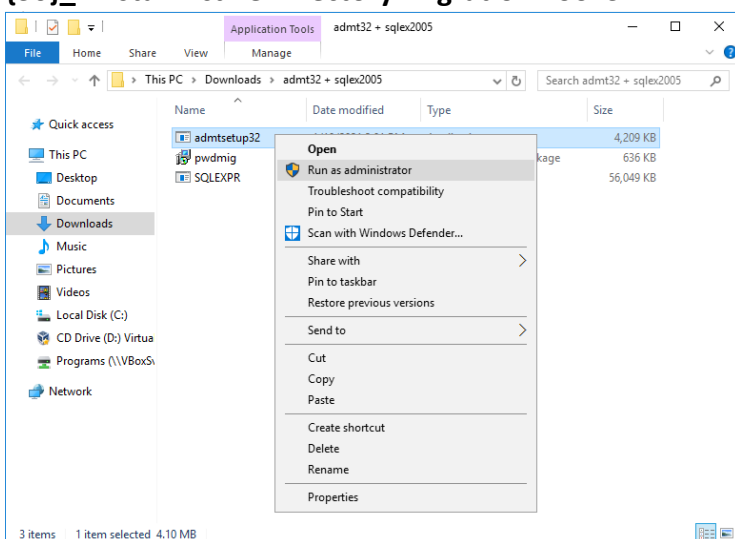 Application Tools
admt32 + sqlex2005
File
Home
Share
View
Manage
This PC > Downloads > admt32 + sqlex2005
Search admt32 + sqlex2005
Name
Date modified
Type
Size
Quick access
This PC
Desktop
Documents
Downloads
Music
Pictures
Videos
Local Disk (C:)
CD Drive (D:) Virtua
Programs (\\VBoxSv
Network
admtsetup32
4,209 KB
pwdmig
kage
636 KB
SQLEXPR
56,049 KB
Open
Run as administrator
Troubleshoot compatibility
Pin to Start
Scan with Windows Defender...
Share with
Pin to taskbar
Restore previous versions
Send to
Cut
Copy
Paste
Create shortcut
Delete
Rename
Properties
3 items
1 item selected 4.10 MB